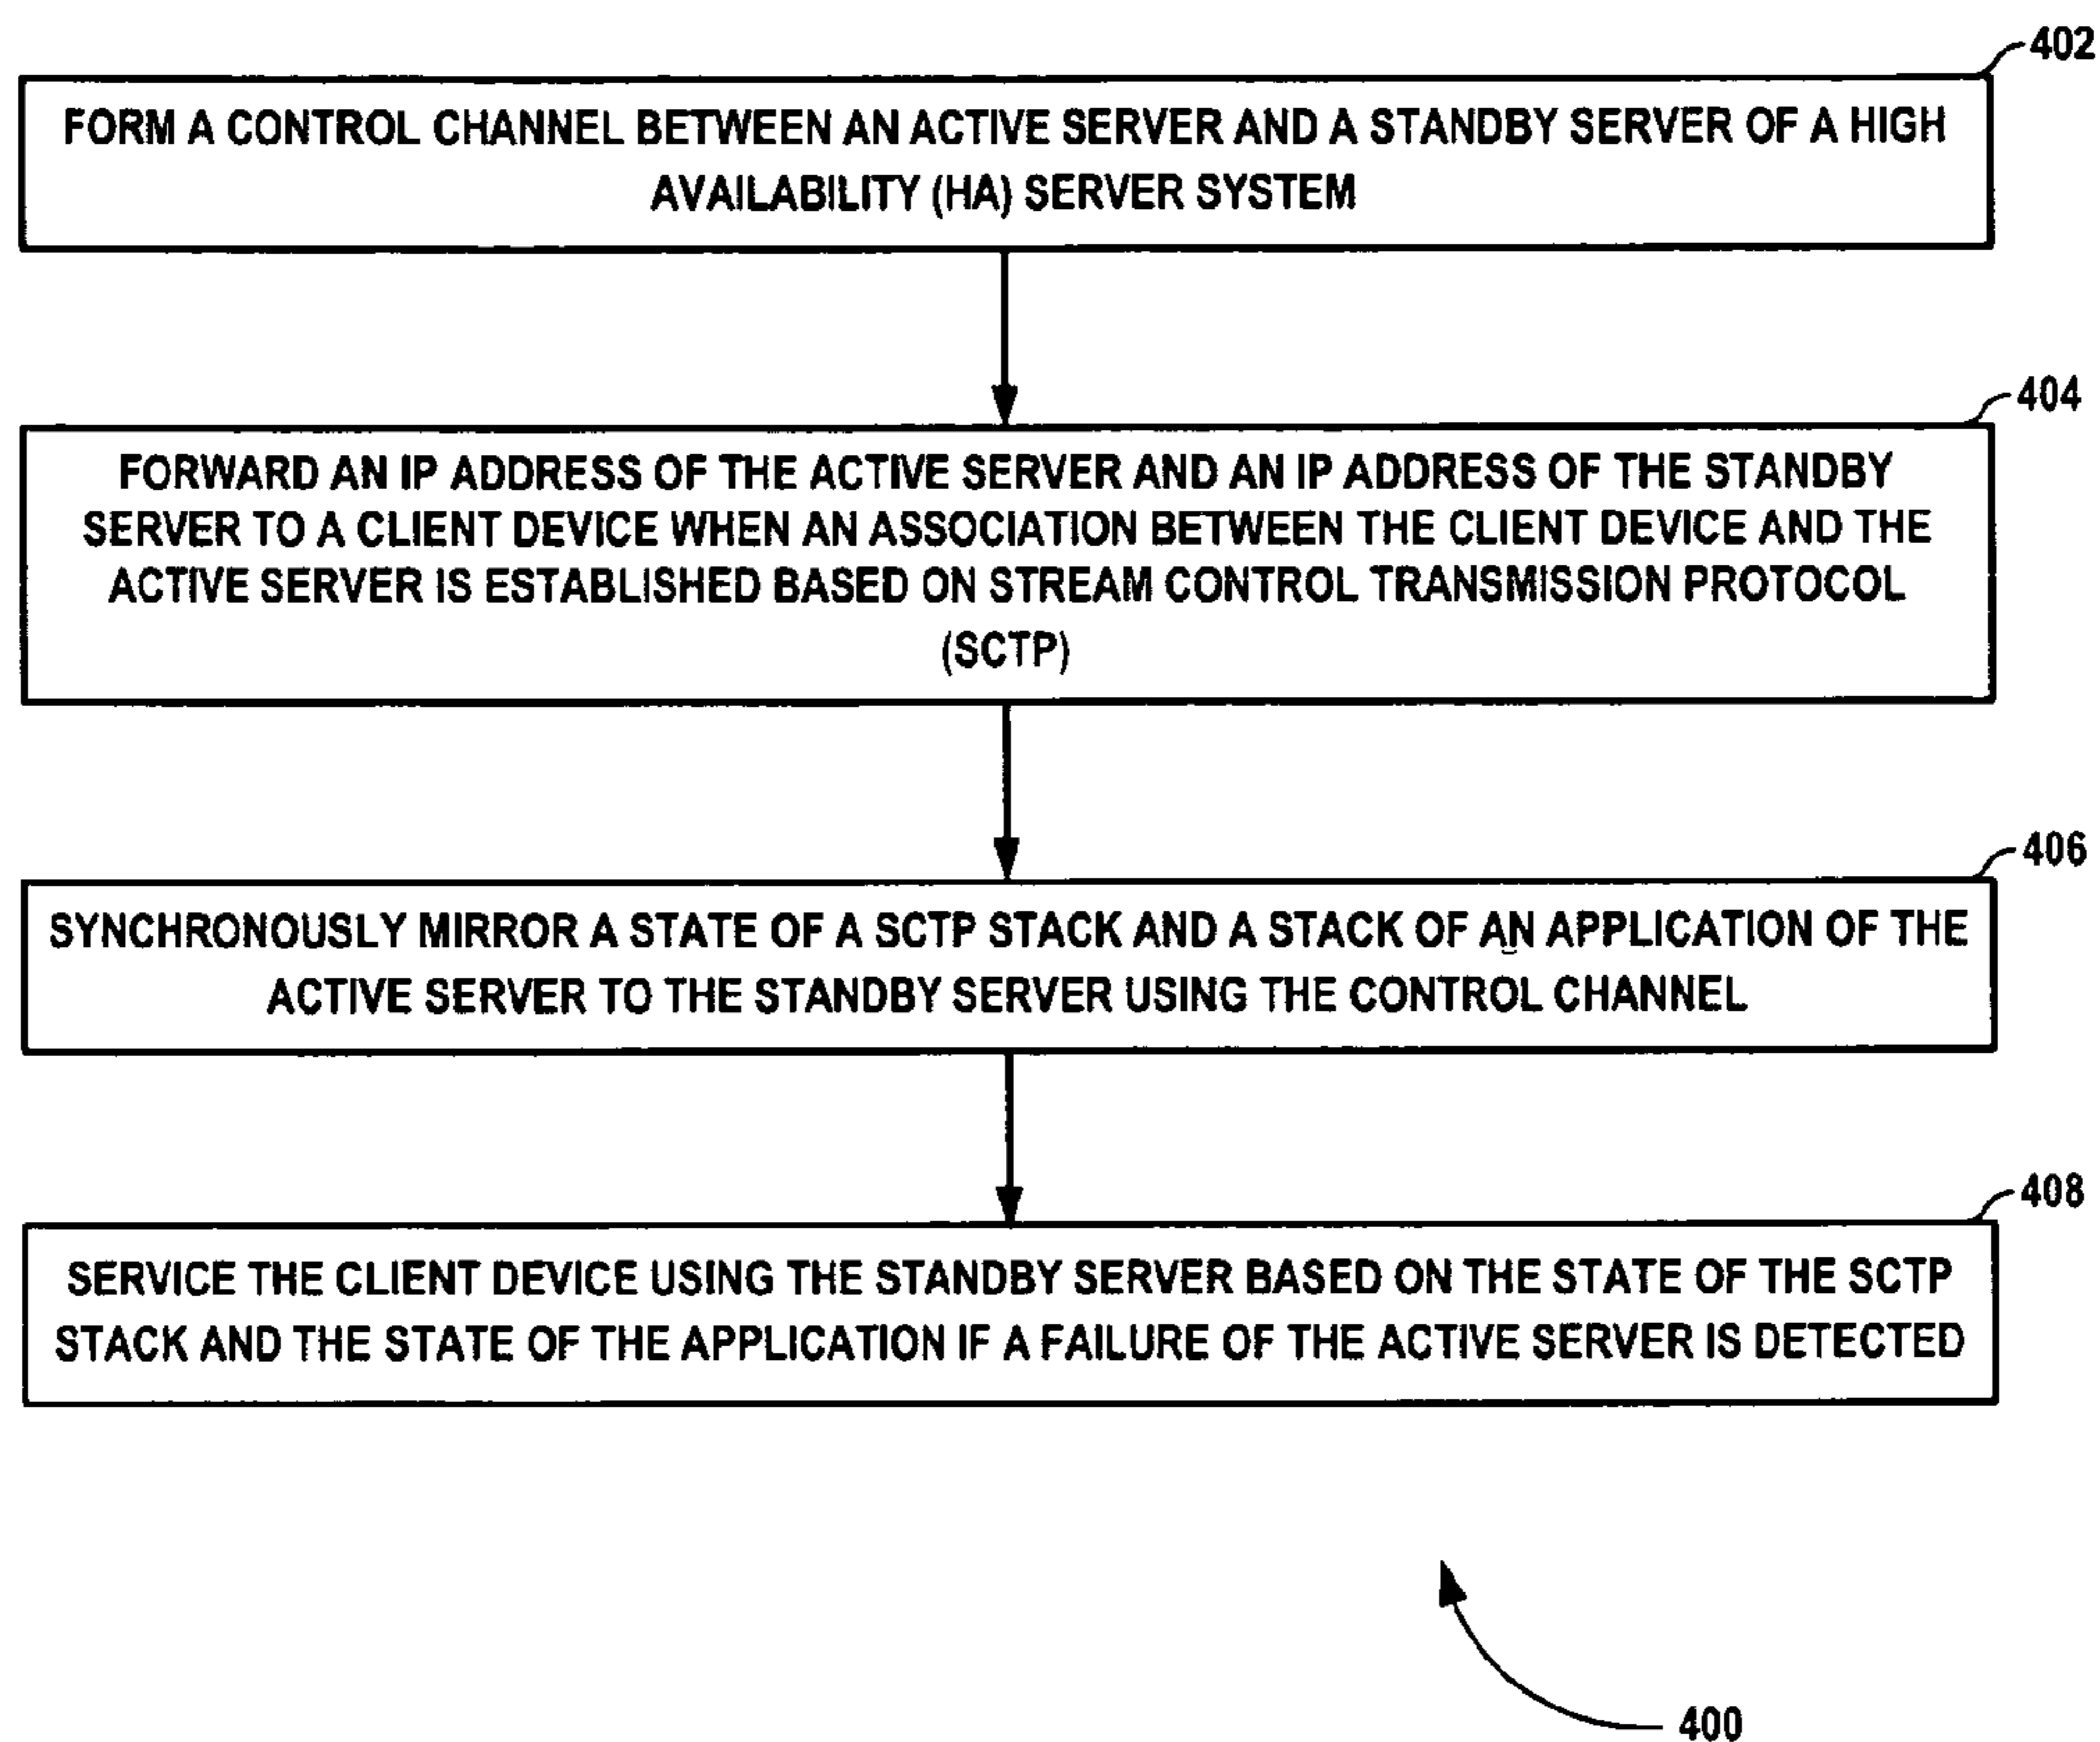 402
FORM A CONTROL CHANNEL BETWEEN AN ACTIVE SERVER AND A STANDBY SERVER OF A HIGH
AVAILABILITY (HA) SERVER SYSTEM
404
FORWARD AN IP ADDRESS OF THE ACTIVE SERVER AND AN IP ADDRESS OF THE STANDBY
SERVER TO A CLIENT DEVICE WHEN AN ASSOCIATION BETWEEN THE CLIENT DEVICE AND THE
ACTIVE SERVER IS ESTABLISHED BASED ON STREAM CONTROL TRANSMISSION PROTOCOL
(SCTP)
406
SYNCHRONOUSLY MIRROR A STATE OF A SCTP STACK AND A STACK OF AN APPLICATION OF THE
ACTIVE SERVER TO THE STANDBY SERVER USING THE CONTROL CHANNEL
408
SERVICE THE CLIENT DEVICE USING THE STANDBY SERVER BASED ON THE STATE OF THE SCTP
STACK AND THE STATE OF THE APPLICATION IF A FAILURE OF THE ACTIVE SERVER IS DETECTED
400